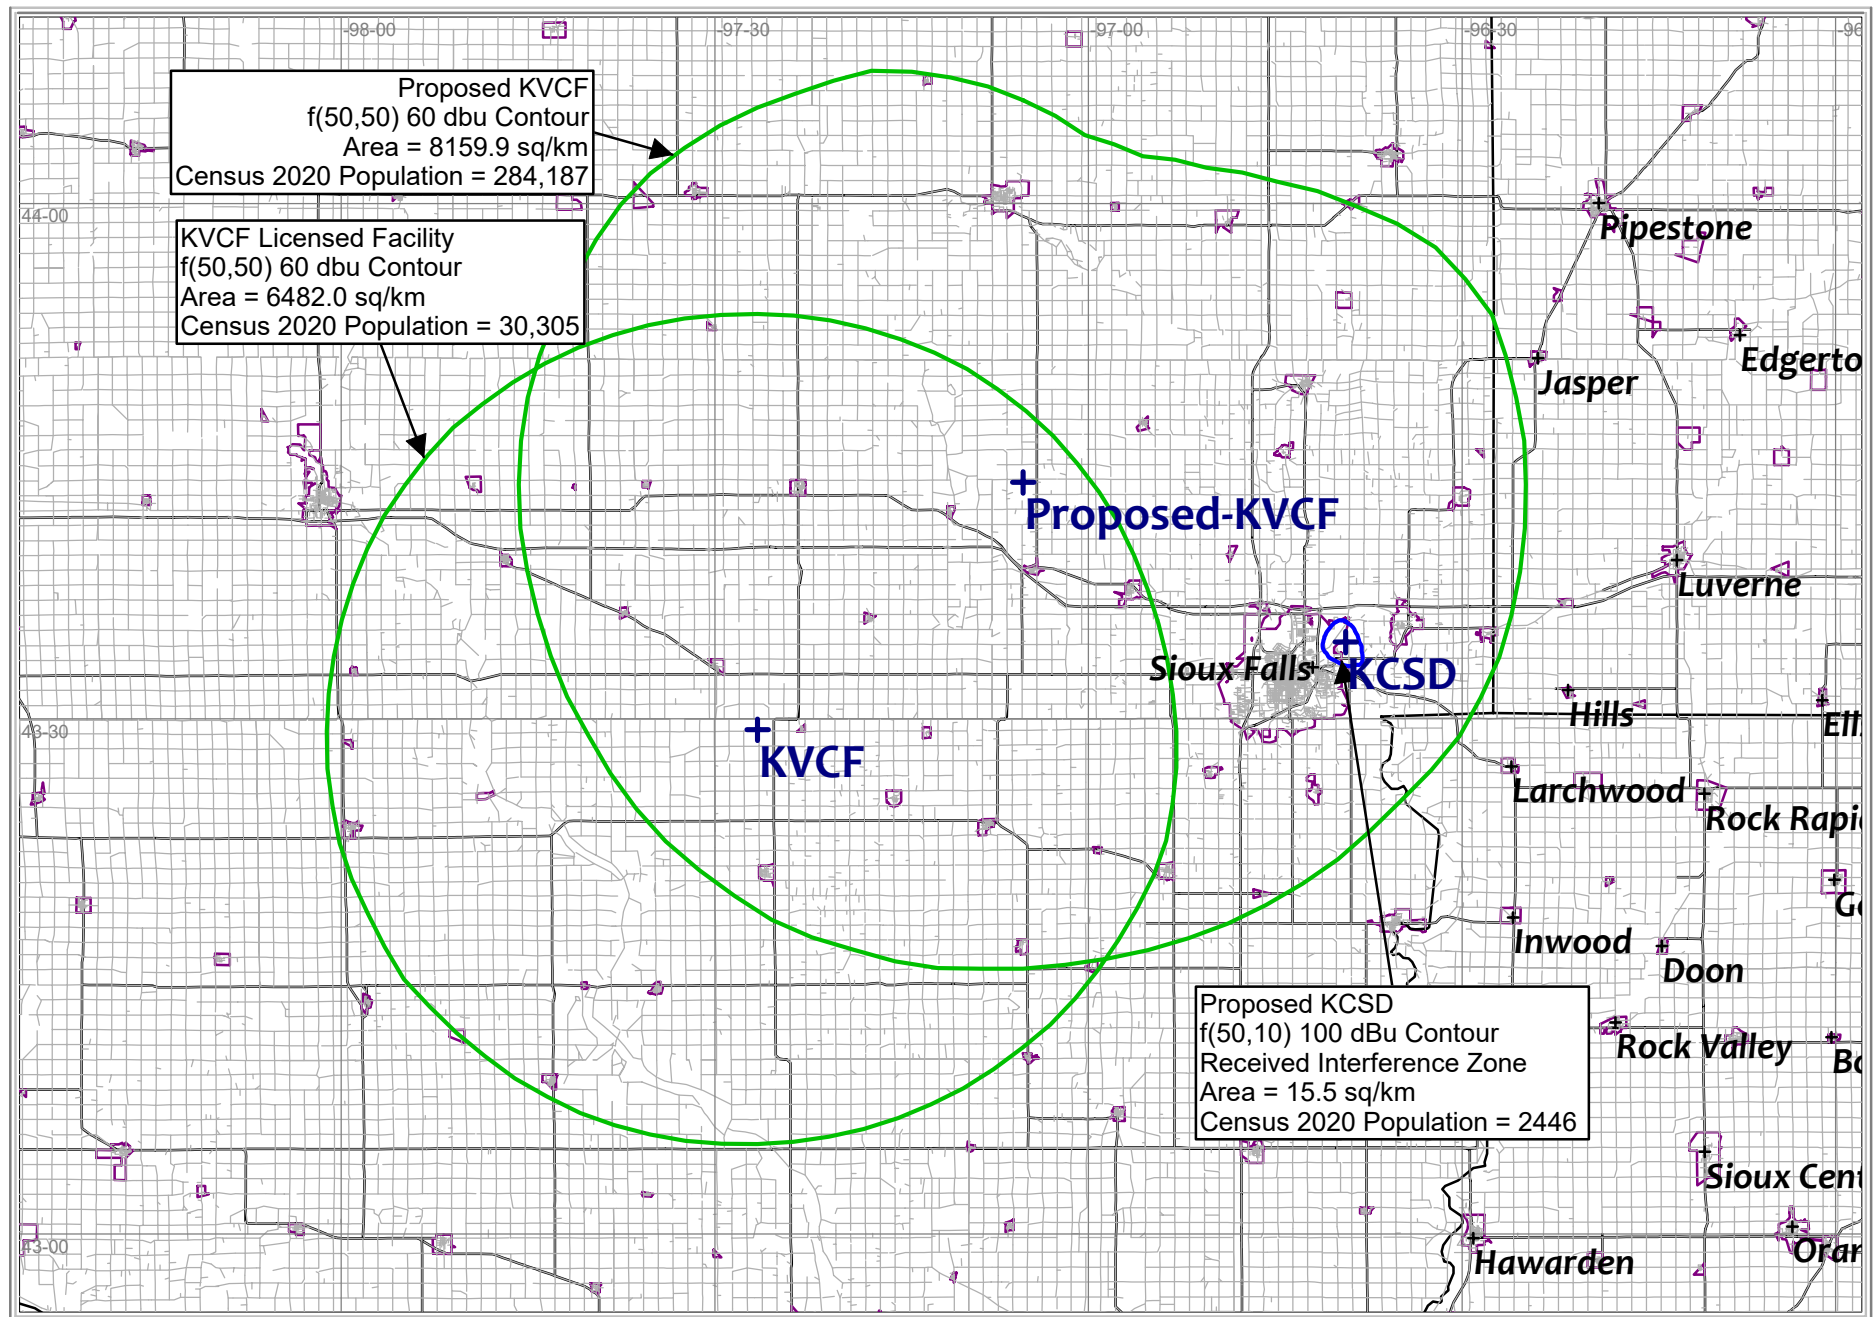 -98-00
-97-30
-97-00
-96-30
-96
Proposed KVCF
f(50,50) 60 dbu Contour
Area = 8159.9 sq/km
Census 2020 Population = 284,187
44-00
Pipestone
KVCF Licensed Facility
f(50,50) 60 dbu Contour
Area = 6482.0 sq/km
Census 2020 Population = 30,305
Edgerto
Jasper
Proposed-KVCF
Luverne
Sioux Falls
KCSD
Hills
Ell
43-30
KVCF
Larchwood
Rock Rapi
Inwood
Doon
Proposed KCSD
f(50,10) 100 dBu Contour
Received Interference Zone
Area = 15.5 sq/km
Census 2020 Population = 2446
Rock Valley
Sioux Cent
43-00
Hawarden
Oran